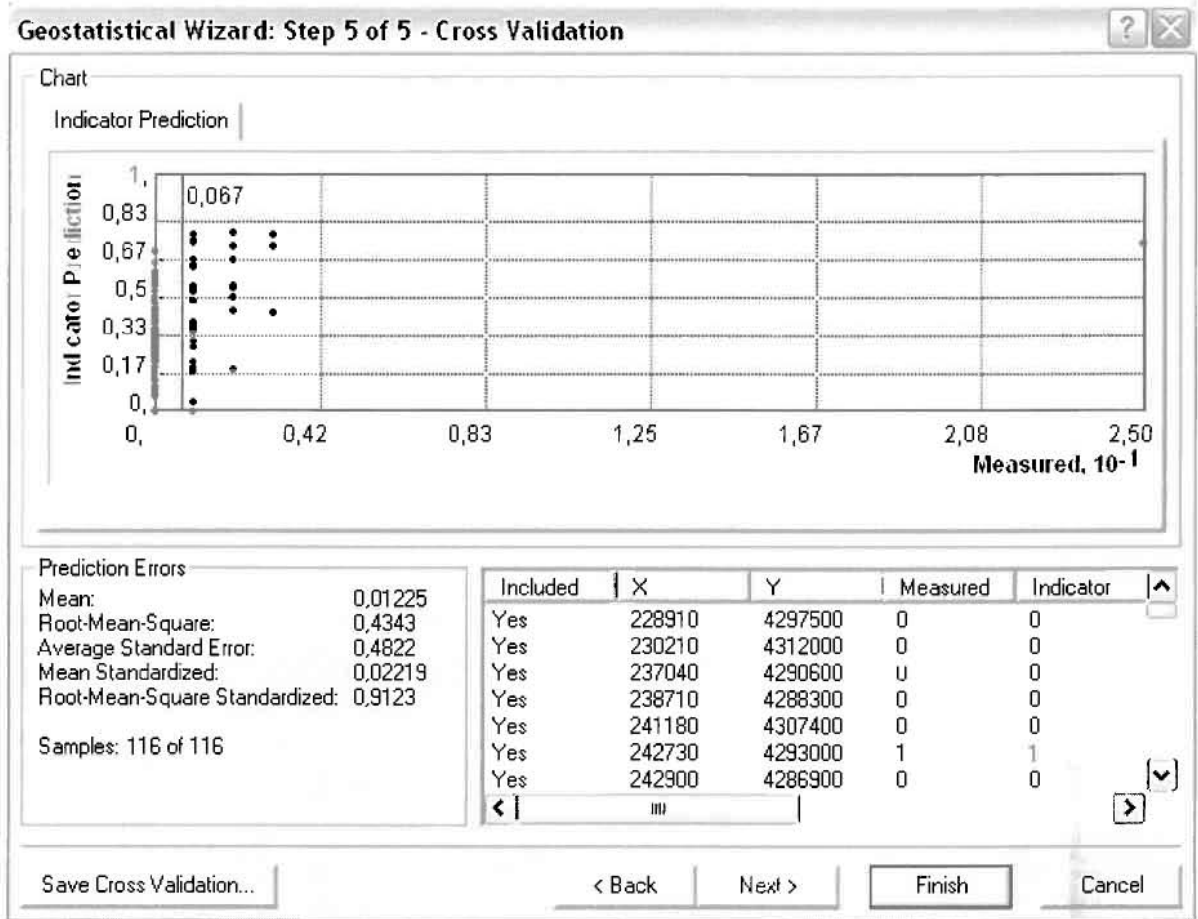 Geostatistical Wizard: Step 5 of 5 - Cross Validation
?
Chart
Indicator Prediction
Indicator Prediction
1,
0,83
0,67
0,5
0,33
0,17
0,
0,067
0, 0,42 0,83 1,25 1,67 2,08 2,50
Measured, 10-1
Prediction Errors
Mean: 0,01225
Root-Mean-Square: 0,4343
Average Standard Error: 0,4822
Mean Standardized: 0,02219
Root-Mean-Square Standardized: 0,9123
Samples: 116 of 116
Included X Y Measured Indicator
Yes 228910 4297500 0 0
Yes 230210 4312000 0 0
Yes 237040 4290600 0 0
Yes 238710 4288300 0 0
Yes 241180 4307400 0 0
Yes 242730 4293000 1 1
Yes 242900 4286900 0 0
Save Cross Validation...
< Back
Next >
Finish
Cancel